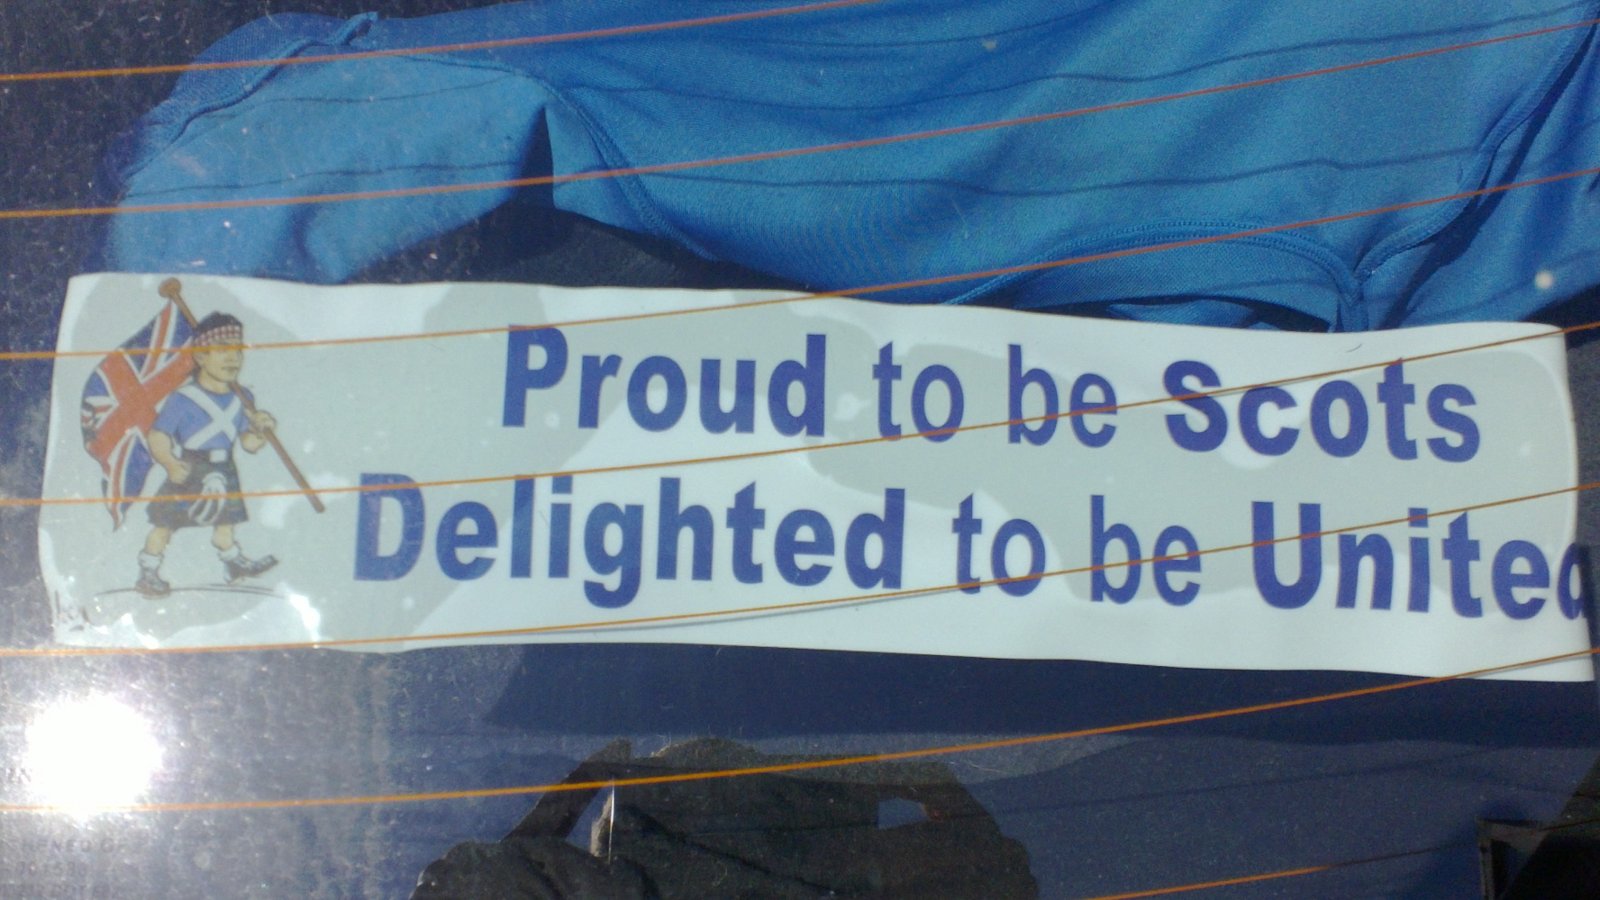 Proud to be Scots
Delighted to be United